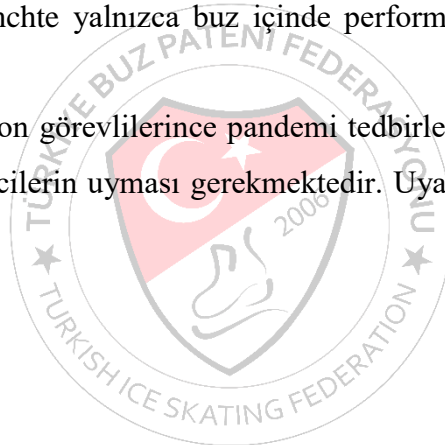 yalnızca buz içinde perform
TÜRKİYE BUZ PATENİ FEDERASYONU
on görevlilerince pandemi tedbirle
cilerin uyması gerekmektedir. Uya
2006
TURKISH ICE SKATING FEDERATION